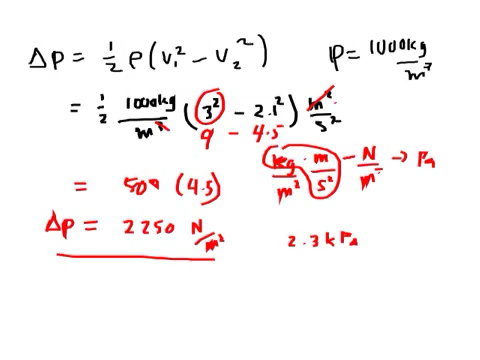 Δp = 1/2 ρ(v₁² - v₂²) ρ = 1000kg/m³
= 1/2 1000kg/m³ (3² - 2.1²) m²/s²
9 - 4.5
= 500 (4.5) kg/m² · m/s² - N/m² → Pa
Δp = 2250 N/m² 2.3 kPa